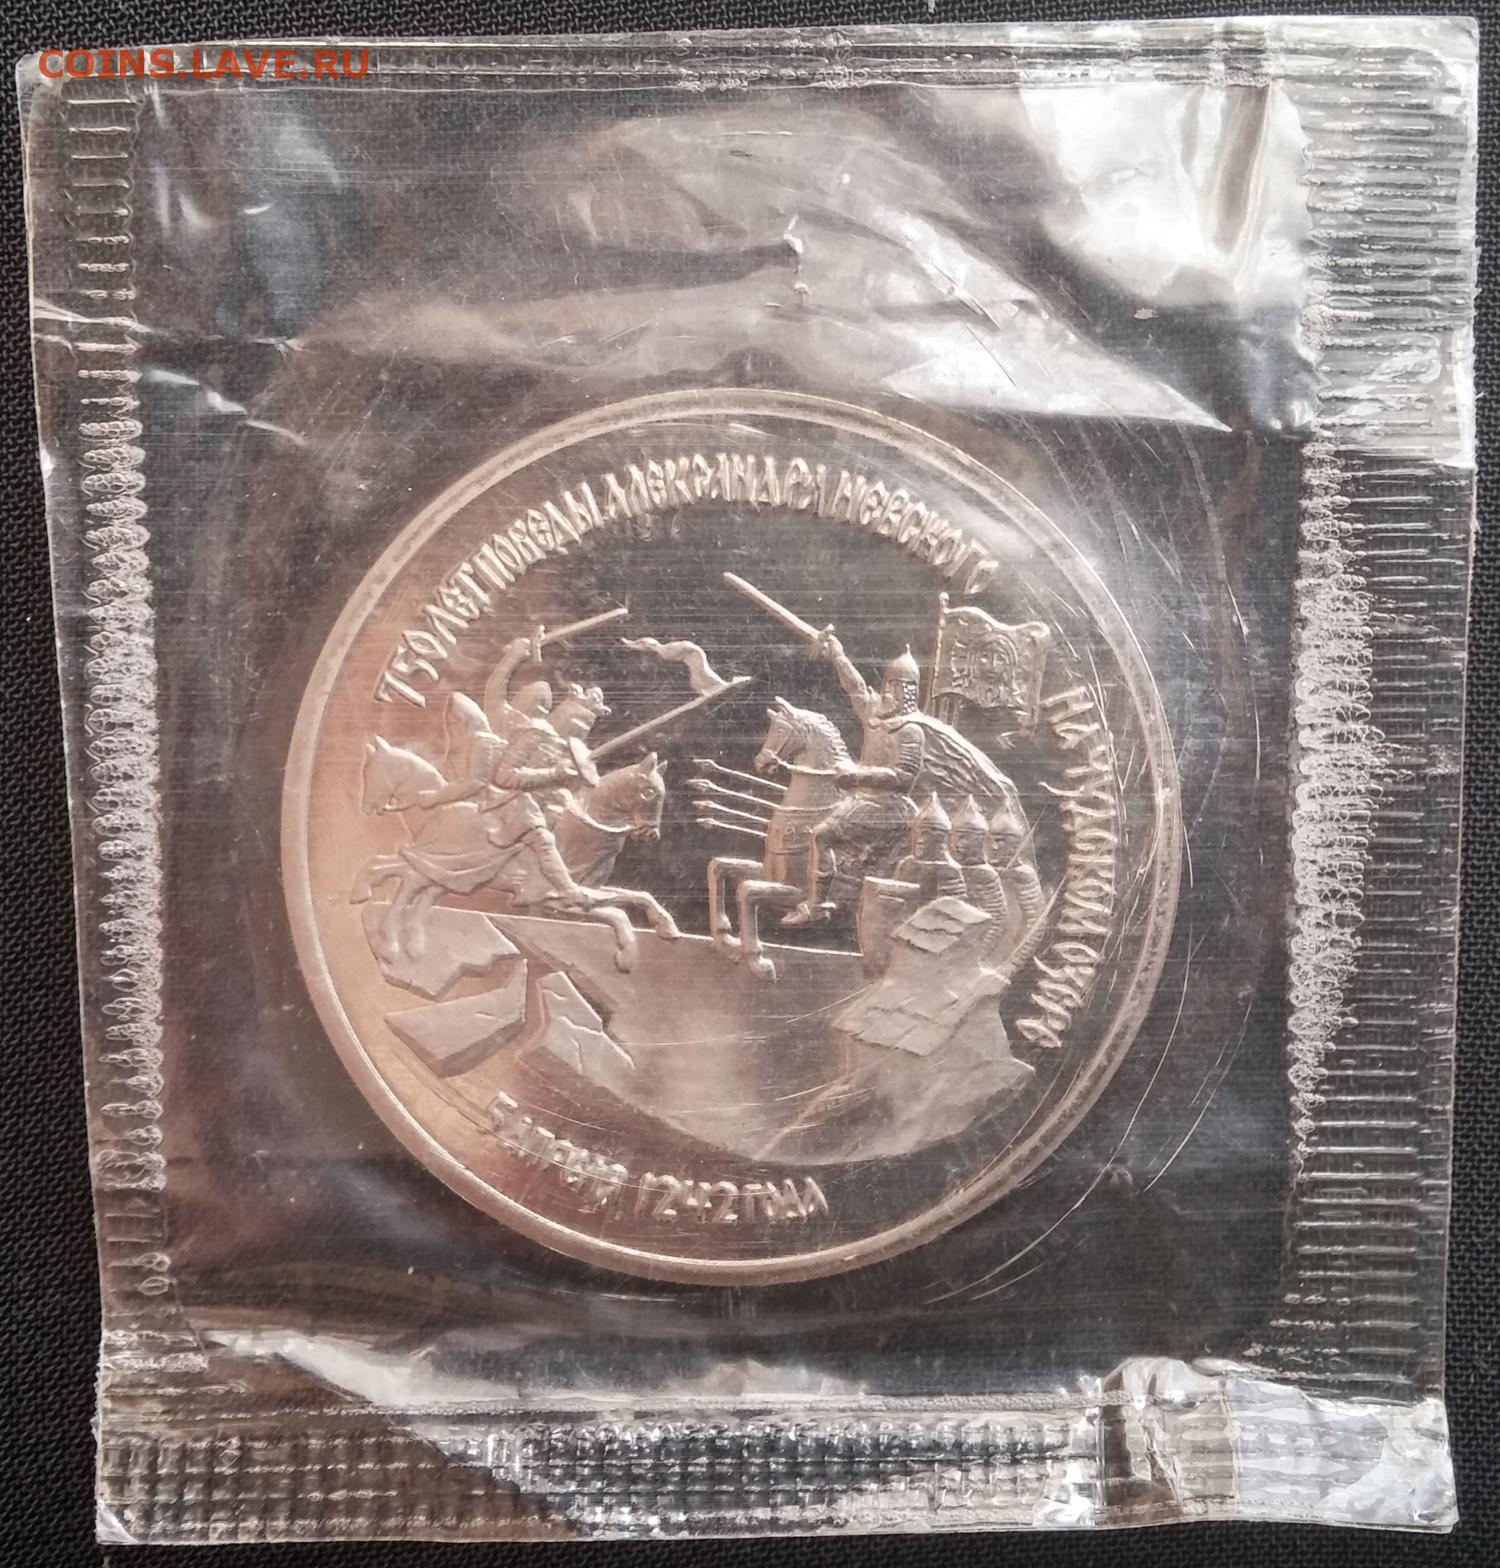 COINS.LAVE.RU
750 ЛЕТ ПОБЕДЫ АЛЕКСАНДРА НЕВСКОГО
НА ЧУДСКОМ ОЗЕРЕ
5 АПРЕЛЯ 1242 ГОДА